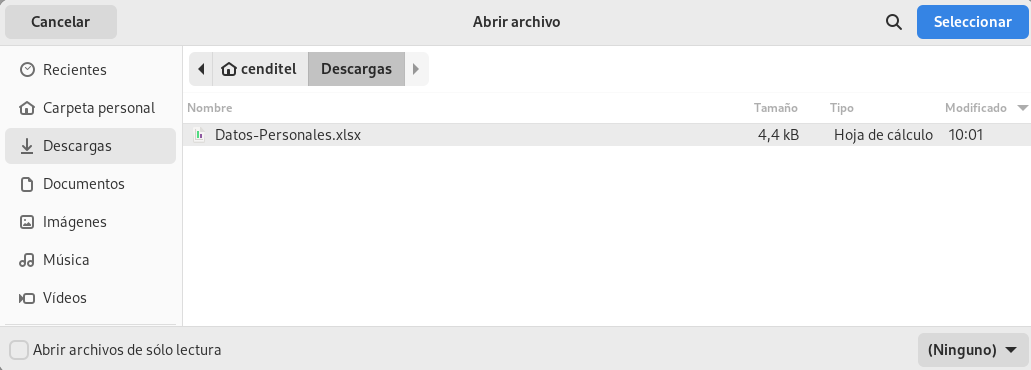 Cancelar Abrir archivo Seleccionar
Recientes
Carpeta personal
Descargas
Documentos
Imágenes
Música
Vídeos
cenditel Descargas
Nombre Tamaño Tipo Modificado
Datos-Personales.xlsx 4,4 kB Hoja de cálculo 10:01
Abrir archivos de sólo lectura (Ninguno)